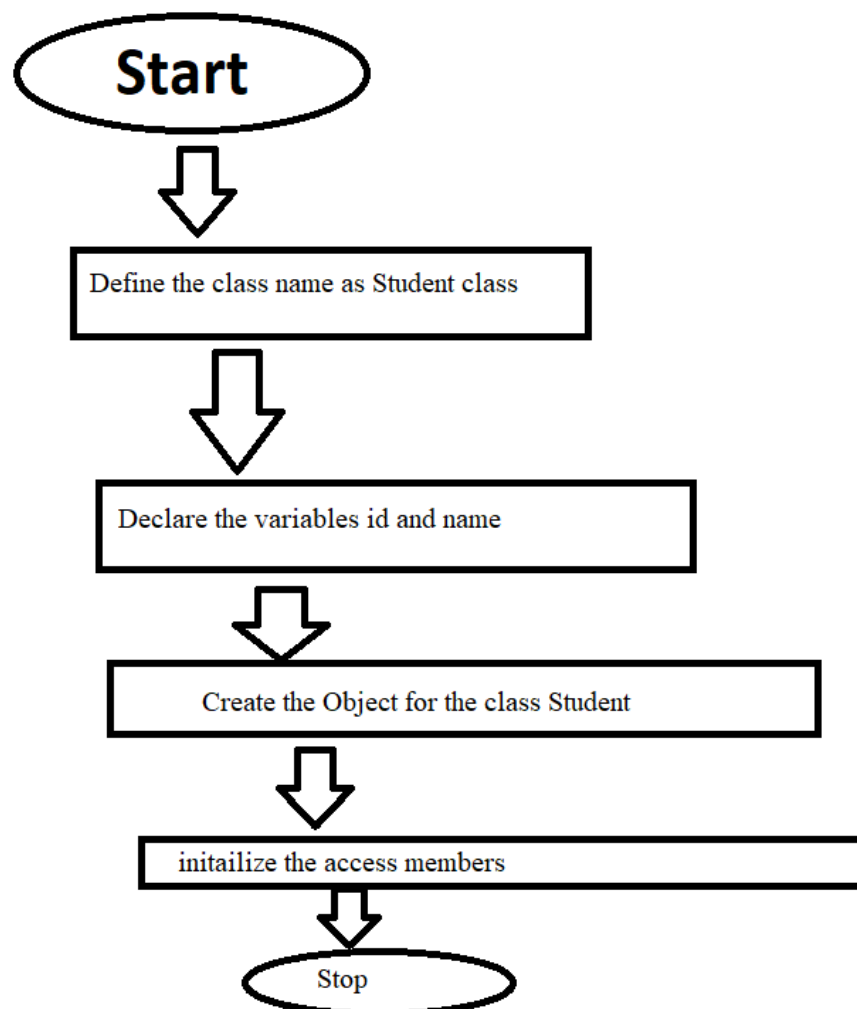 Start
Define the class name as Student class
Declare the variables id and name
Create the Object for the class Student
initailize the access members
Stop